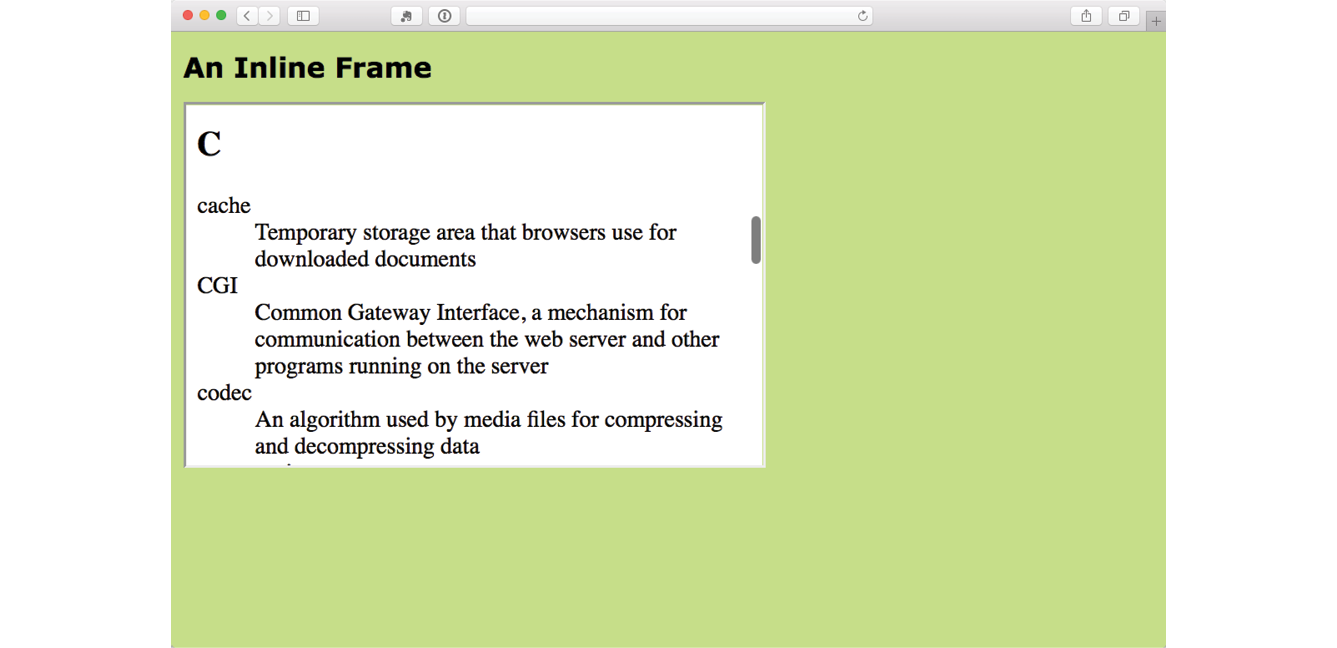 An Inline Frame
C
cache
Temporary storage area that browsers use for
downloaded documents
CGI
Common Gateway Interface, a mechanism for
communication between the web server and other
programs running on the server
codec
An algorithm used by media files for compressing
and decompressing data